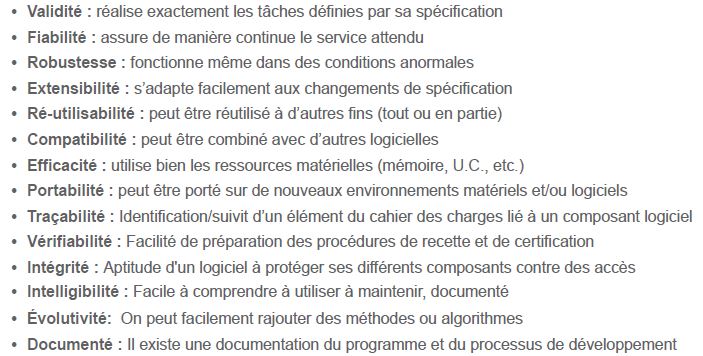 • Validité : réalise exactement les tâches définies par sa spécification
• Fiabilité : assure de manière continue le service attendu
• Robustesse : fonctionne même dans des conditions anormales
• Extensibilité : s’adapte facilement aux changements de spécification
• Ré-utilisabilité : peut être réutilisé à d’autres fins (tout ou en partie)
• Compatibilité : peut être combiné avec d’autres logicielles
• Efficacité : utilise bien les ressources matérielles (mémoire, U.C., etc.)
• Portabilité : peut être porté sur de nouveaux environnements matériels et/ou logiciels
• Traçabilité : Identification/suivit d’un élément du cahier des charges lié à un composant logiciel
• Vérifiabilité : Facilité de préparation des procédures de recette et de certification
• Intégrité : Aptitude d'un logiciel à protéger ses différents composants contre des accès
• Intelligibilité : Facile à comprendre à utiliser à maintenir, documenté
• Évolutivité: On peut facilement rajouter des méthodes ou algorithmes
• Documenté : Il existe une documentation du programme et du processus de développement